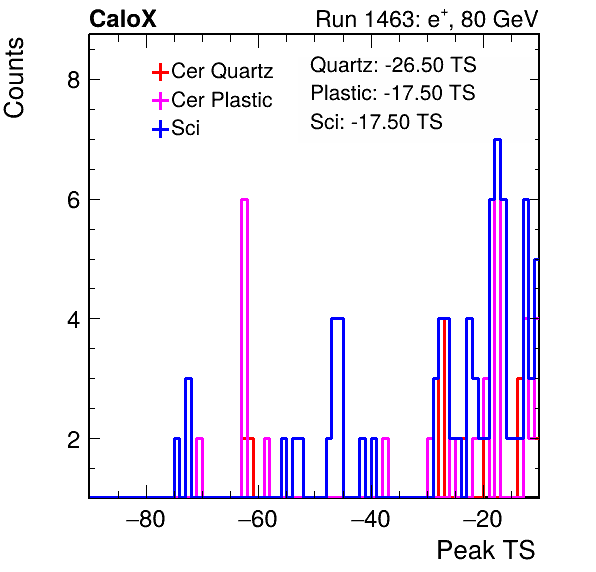 CaloX Run 1463: e⁺, 80 GeV
Counts
Cer Quartz
Cer Plastic
Sci
Quartz: -26.50 TS
Plastic: -17.50 TS
Sci: -17.50 TS
8
6
4
2
−80 −60 −40 −20
Peak TS